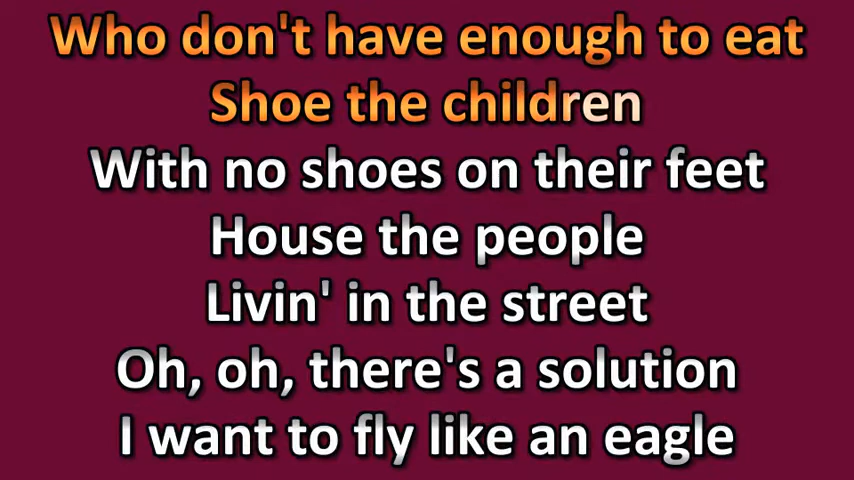 Who don't have enough to eat
Shoe the children
With no shoes on their feet
House the people
Livin' in the street
Oh, oh, there's a solution
I want to fly like an eagle